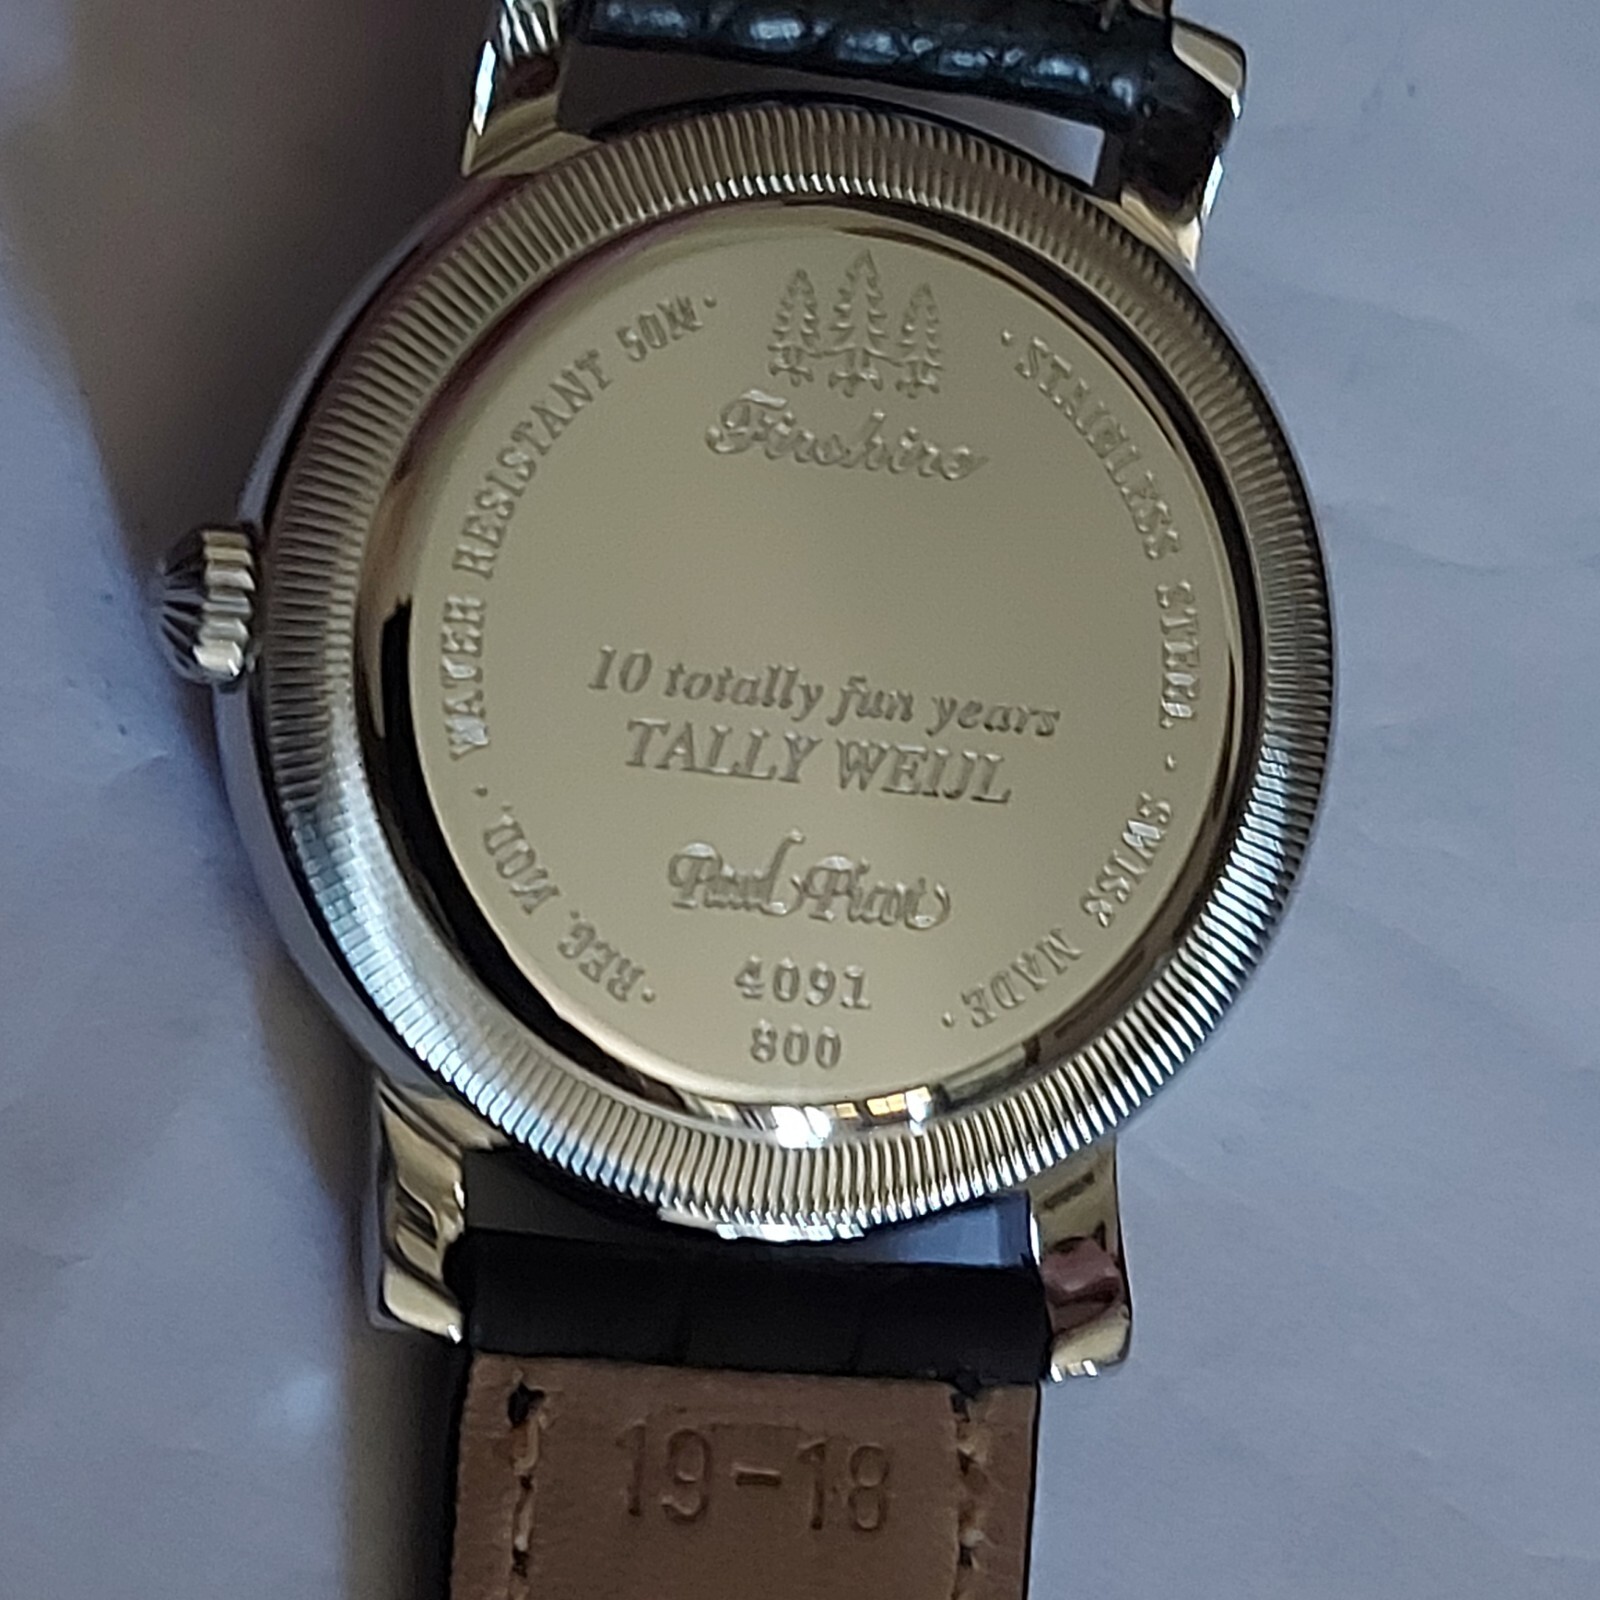 Firshire
· STAIELESS STEEL · SWISS MADE ·
· REG. MOD. · WATER RESISTANT 50M ·
10 totally fun years
TALLY WEIJL
Paul Picot
4091
800
19-18